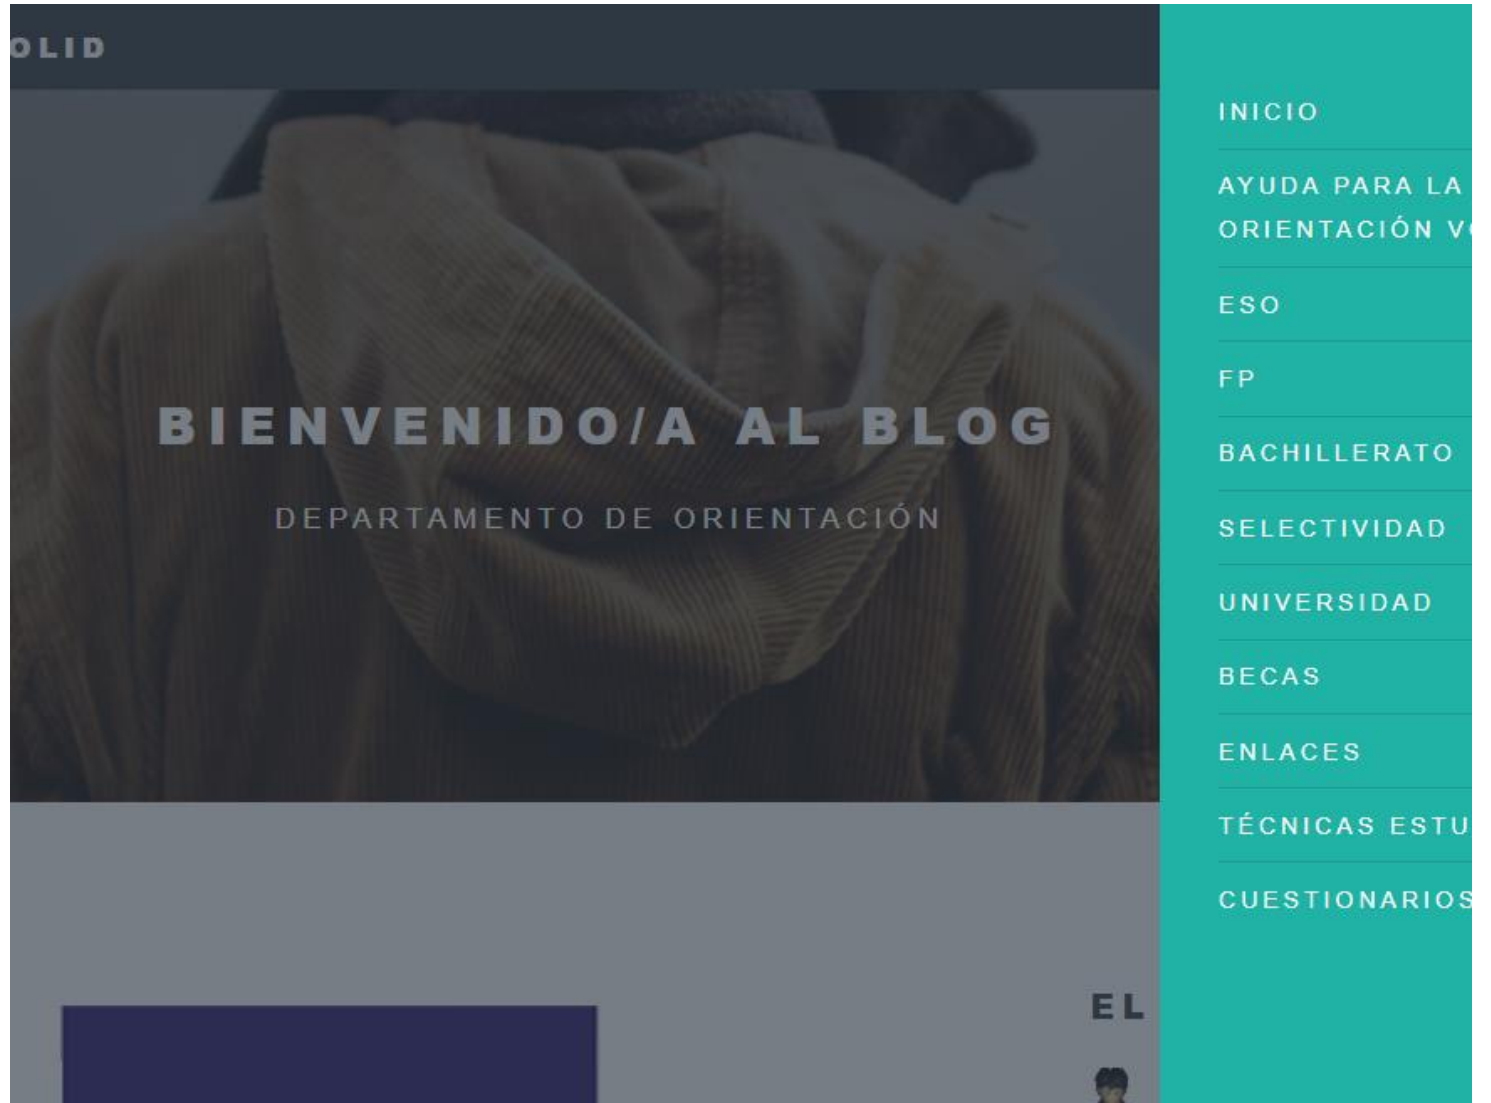 OLID
BIENVENIDO/A AL BLOG
DEPARTAMENTO DE ORIENTACIÓN
EL
INICIO
AYUDA PARA LA
ORIENTACIÓN VO
ESO
FP
BACHILLERATO
SELECTIVIDAD
UNIVERSIDAD
BECAS
ENLACES
TÉCNICAS ESTU
CUESTIONARIOS